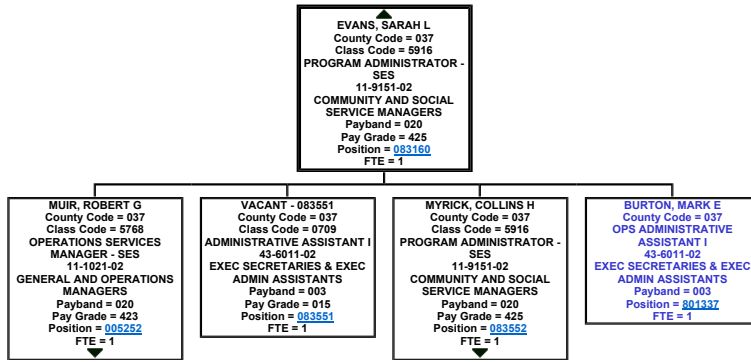 EVANS, SARAH L
County Code = 037
Class Code = 5916
PROGRAM ADMINISTRATOR -
SES
11-9151-02
COMMUNITY AND SOCIAL
SERVICE MANAGERS
Payband = 020
Pay Grade = 425
Position = 083160
FTE = 1
MUIR, ROBERT G
County Code = 037
Class Code = 5768
OPERATIONS SERVICES
MANAGER - SES
11-1021-02
GENERAL AND OPERATIONS
MANAGERS
Payband = 020
Pay Grade = 423
Position = 005252
FTE = 1
VACANT - 083551
County Code = 037
Class Code = 0709
ADMINISTRATIVE ASSISTANT I
43-6011-02
EXEC SECRETARIES & EXEC
ADMIN ASSISTANTS
Payband = 003
Pay Grade = 015
Position = 083551
FTE = 1
MYRICK, COLLINS H
County Code = 037
Class Code = 5916
PROGRAM ADMINISTRATOR -
SES
11-9151-02
COMMUNITY AND SOCIAL
SERVICE MANAGERS
Payband = 020
Pay Grade = 425
Position = 083552
FTE = 1
BURTON, MARK E
County Code = 037
OPS ADMINISTRATIVE
ASSISTANT I
43-6011-02
EXEC SECRETARIES & EXEC
ADMIN ASSISTANTS
Payband = 003
Position = 801337
FTE = 1